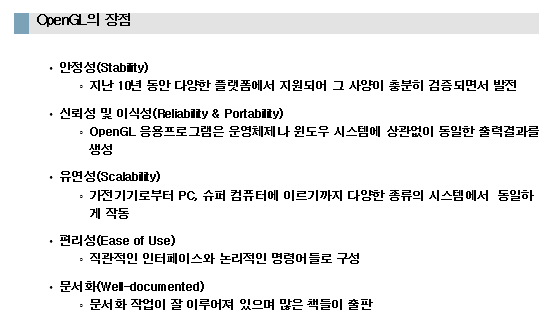 OpenGL의 장점
• 안정성(Stability)
◦ 지난 10년 동안 다양한 플랫폼에서 지원되어 그 사양이 충분히 검증되면서 발전
• 신뢰성 및 이식성(Reliability & Portability)
◦ OpenGL 응용프로그램은 운영체제나 윈도우 시스템에 상관없이 동일한 출력결과를
생성
• 유연성(Scalability)
◦ 가전기기로부터 PC, 슈퍼 컴퓨터에 이르기까지 다양한 종류의 시스템에서 동일하
게 작동
• 편리성(Ease of Use)
◦ 직관적인 인터페이스와 논리적인 명령어들로 구성
• 문서화(Well-documented)
◦ 문서화 작업이 잘 이루어져 있으며 많은 책들이 출판